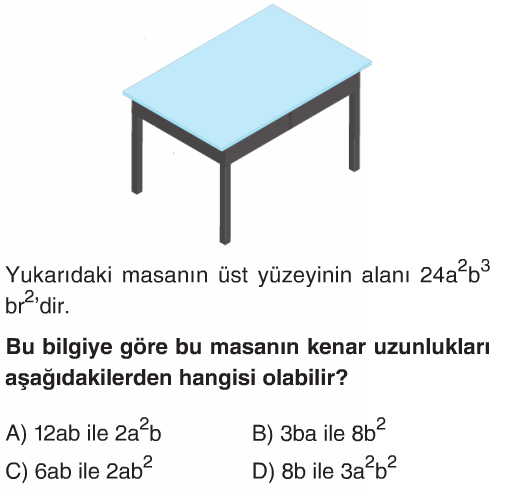 Yukarıdaki masanın üst yüzeyinin alanı 24a²b³
br²’dir.
Bu bilgiye göre bu masanın kenar uzunlukları
aşağıdakilerden hangisi olabilir?
A) 12ab ile 2a²b B) 3ba ile 8b²
C) 6ab ile 2ab² D) 8b ile 3a²b²